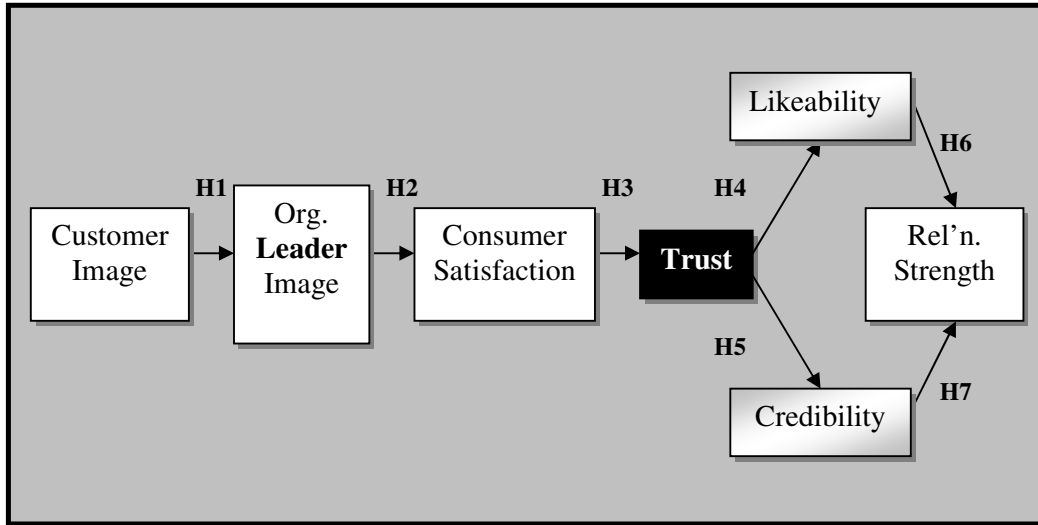 Likeability
H6
H1
H2
H3
H4
Customer
Image
Org.
Leader
Image
Consumer
Satisfaction
Trust
Rel’n.
Strength
H5
H7
Credibility